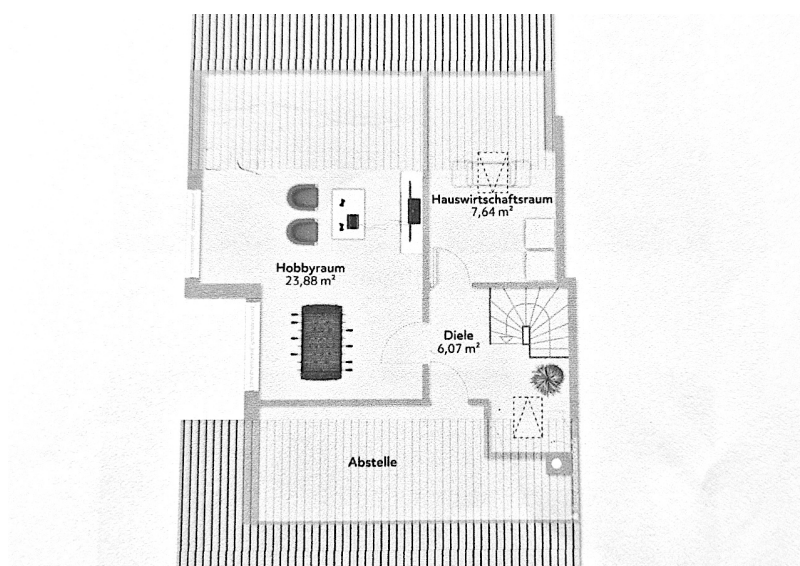 Hauswirtschaftsraum
7,64 m²
Hobbyraum
23,88 m²
Diele
6,07 m²
Abstelle